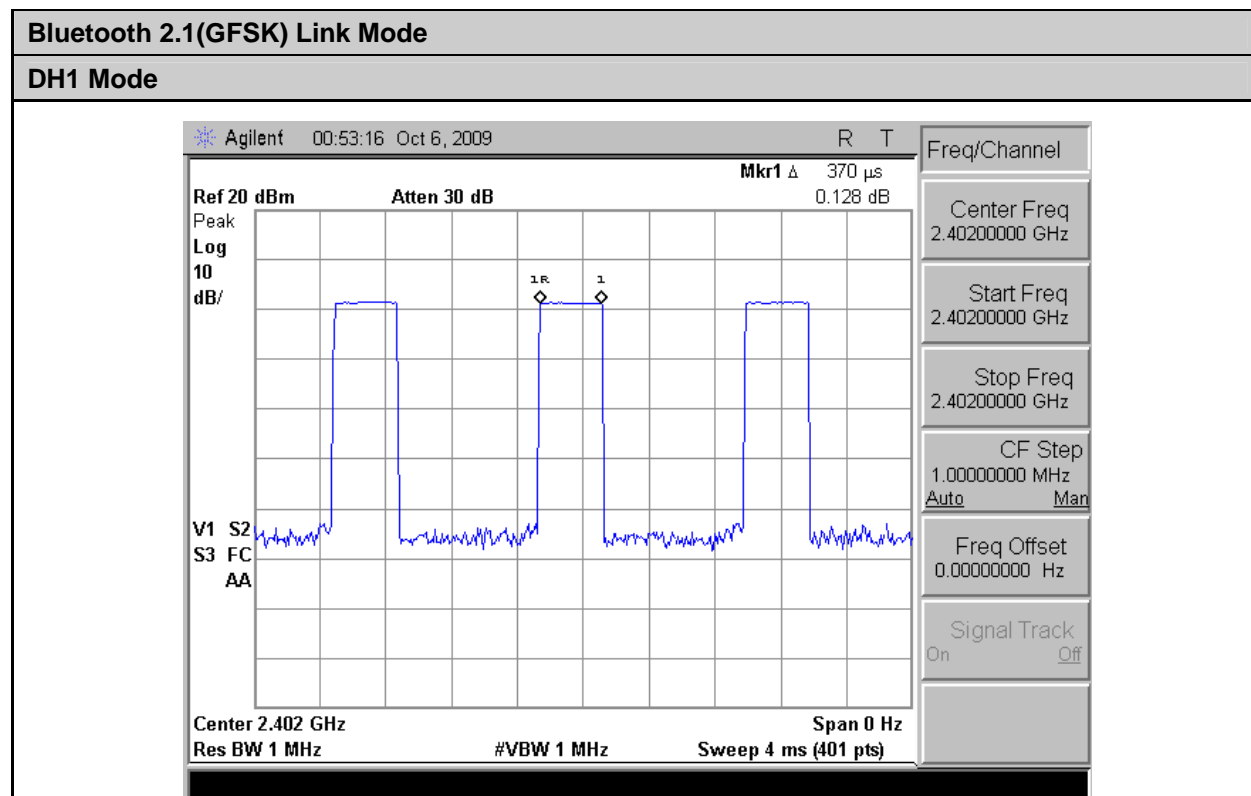 Bluetooth 2.1(GFSK) Link Mode
DH1 Mode
Agilent 00:53:16 Oct 6, 2009 R T
Mkr1 Δ 370 μs
Ref 20 dBm Atten 30 dB 0.128 dB
Peak
Log
10
dB/
1R 1
V1 S2
S3 FC
AA
Center 2.402 GHz Span 0 Hz
Res BW 1 MHz #VBW 1 MHz Sweep 4 ms (401 pts)
Freq/Channel
Center Freq
2.40200000 GHz
Start Freq
2.40200000 GHz
Stop Freq
2.40200000 GHz
CF Step
1.00000000 MHz
Auto Man
Freq Offset
0.00000000 Hz
Signal Track
On Off